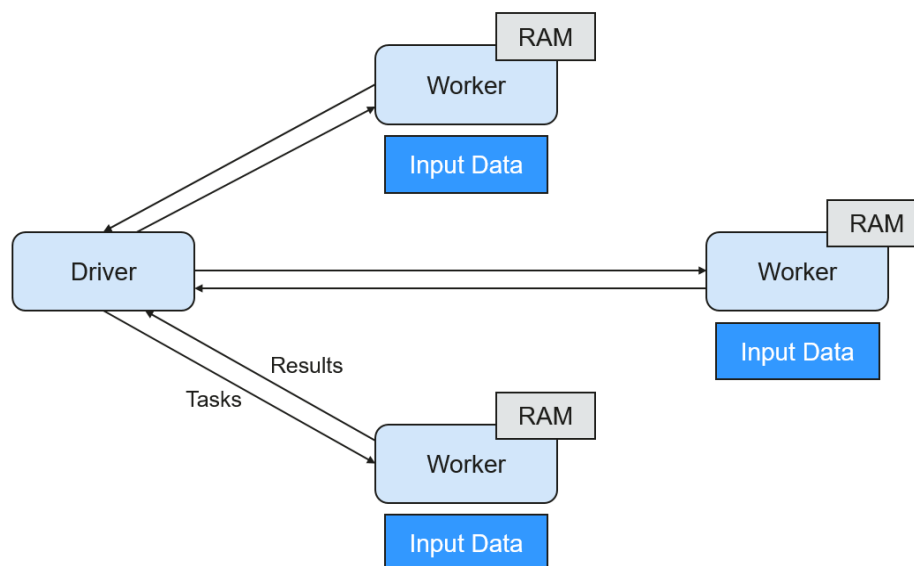 RAM
Worker
Input Data
RAM
Driver
Worker
Input Data
Results
Tasks
RAM
Worker
Input Data